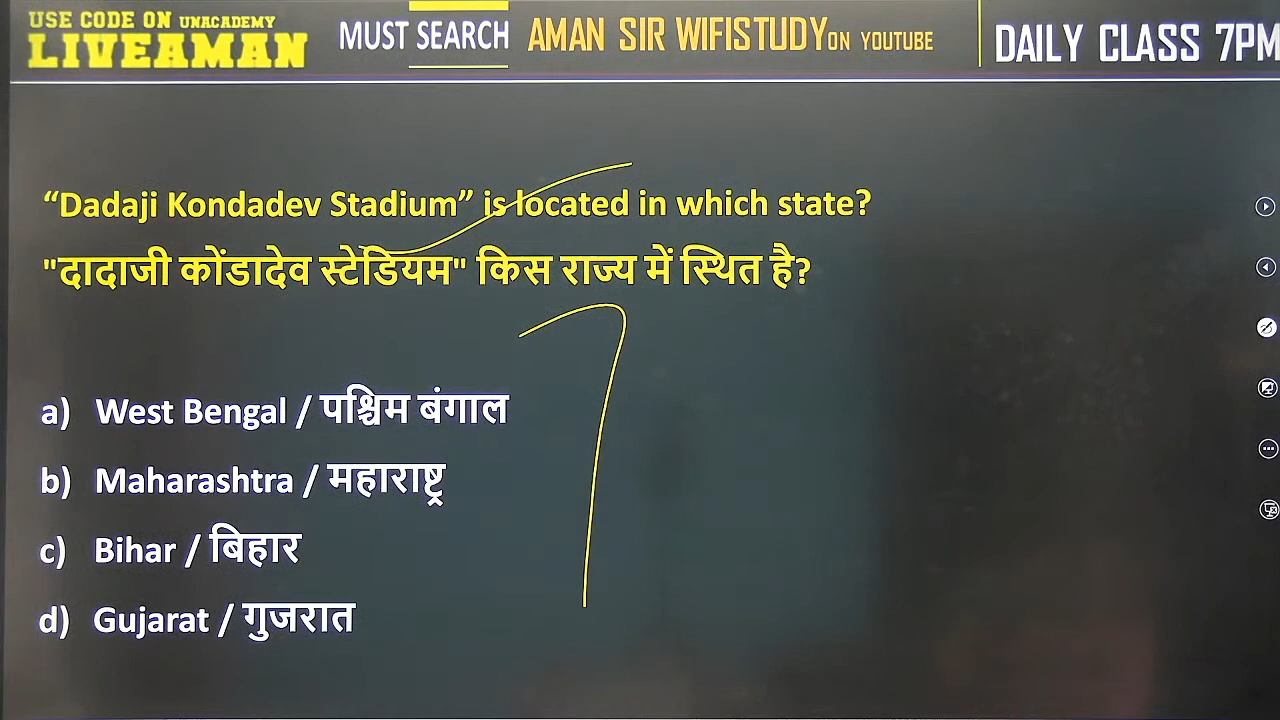 USE CODE ON UNACADEMY
LIVEAMAN
MUST SEARCH
AMAN SIR WIFISTUDY ON YOUTUBE
DAILY CLASS 7PM
“Dadaji Kondadev Stadium” is located in which state?
"दादाजी कोंडादेव स्टेडियम" किस राज्य में स्थित है?
a) West Bengal / पश्चिम बंगाल
b) Maharashtra / महाराष्ट्र
c) Bihar / बिहार
d) Gujarat / गुजरात